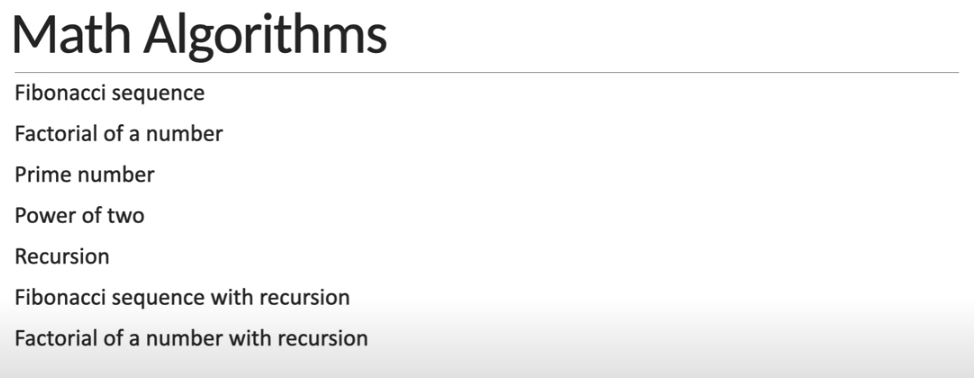 Math Algorithms
Fibonacci sequence
Factorial of a number
Prime number
Power of two
Recursion
Fibonacci sequence with recursion
Factorial of a number with recursion